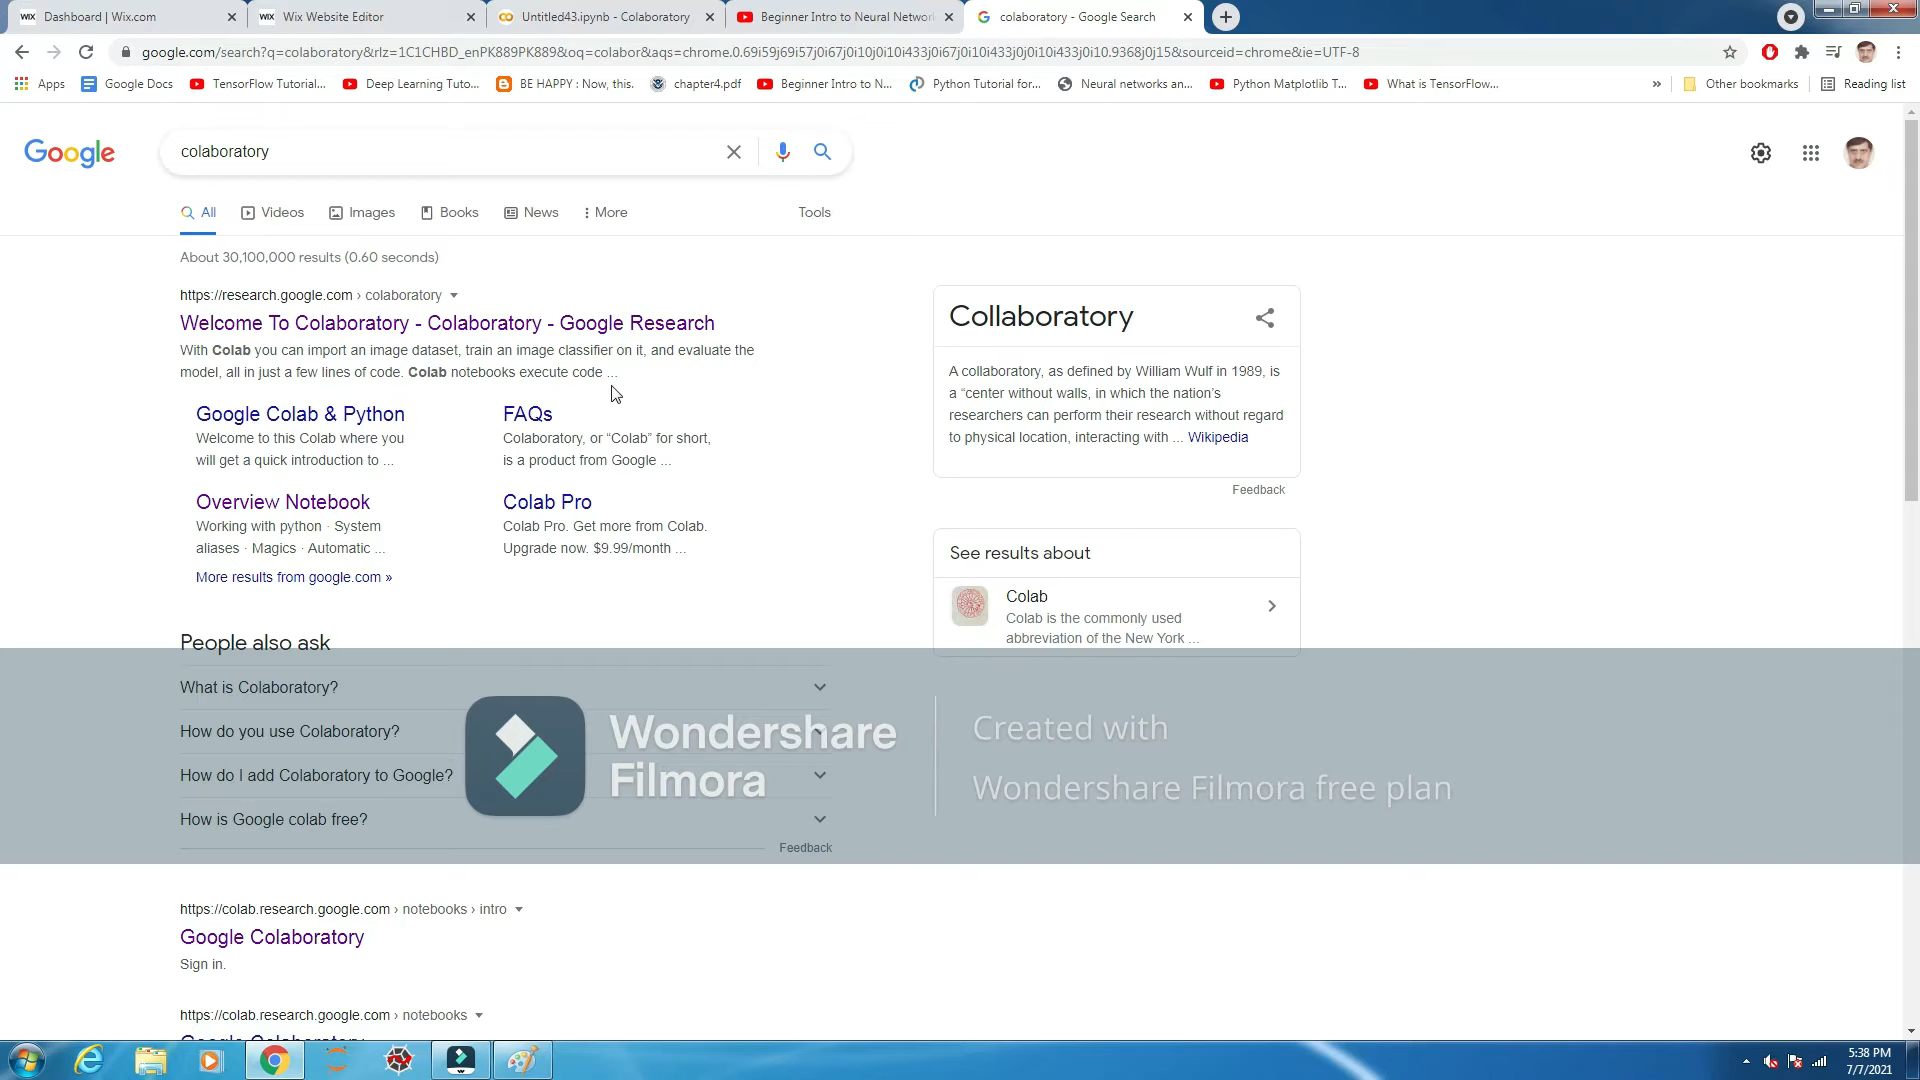 Dashboard | Wix.com
Wix Website Editor
Untitled43.ipynb - Colaboratory
Beginner Intro to Neural Networ
colaboratory - Google Search
google.com/search?q=colaboratory&rlz=1C1CHBD_enPK889PK889&oq=colabor&aqs=chrome.0.69i59j69i57j0i67j0i10j0i10i433j0i67j0i10i433j0j0i10i433j0i10.9368j0j15&sourceid=chrome&ie=UTF-8
Apps
Google Docs
TensorFlow Tutorial...
Deep Learning Tuto...
BE HAPPY : Now, this.
chapter4.pdf
Beginner Intro to N...
Python Tutorial for...
Neural networks an...
Python Matplotlib T...
What is TensorFlow...
»
Other bookmarks
Reading list
Google
colaboratory
All
Videos
Images
Books
News
More
Tools
About 30,100,000 results (0.60 seconds)
https://research.google.com › colaboratory
Welcome To Colaboratory - Colaboratory - Google Research
With Colab you can import an image dataset, train an image classifier on it, and evaluate the
model, all in just a few lines of code. Colab notebooks execute code ...
Google Colab & Python
Welcome to this Colab where you
will get a quick introduction to ...
FAQs
Colaboratory, or “Colab” for short,
is a product from Google ...
Overview Notebook
Working with python · System
aliases · Magics · Automatic ...
Colab Pro
Colab Pro. Get more from Colab.
Upgrade now. $9.99/month ...
More results from google.com »
Collaboratory
A collaboratory, as defined by William Wulf in 1989, is
a “center without walls, in which the nation's
researchers can perform their research without regard
to physical location, interacting with ... Wikipedia
Feedback
See results about
Colab
Colab is the commonly used
abbreviation of the New York ...
People also ask
What is Colaboratory?
How do you use Colaboratory?
How do I add Colaboratory to Google?
How is Google colab free?
Feedback
Wondershare
Filmora
Created with
Wondershare Filmora free plan
https://colab.research.google.com › notebooks › intro
Google Colaboratory
Sign in.
https://colab.research.google.com › notebooks
Google Colaboratory
5:38 PM
7/7/2021